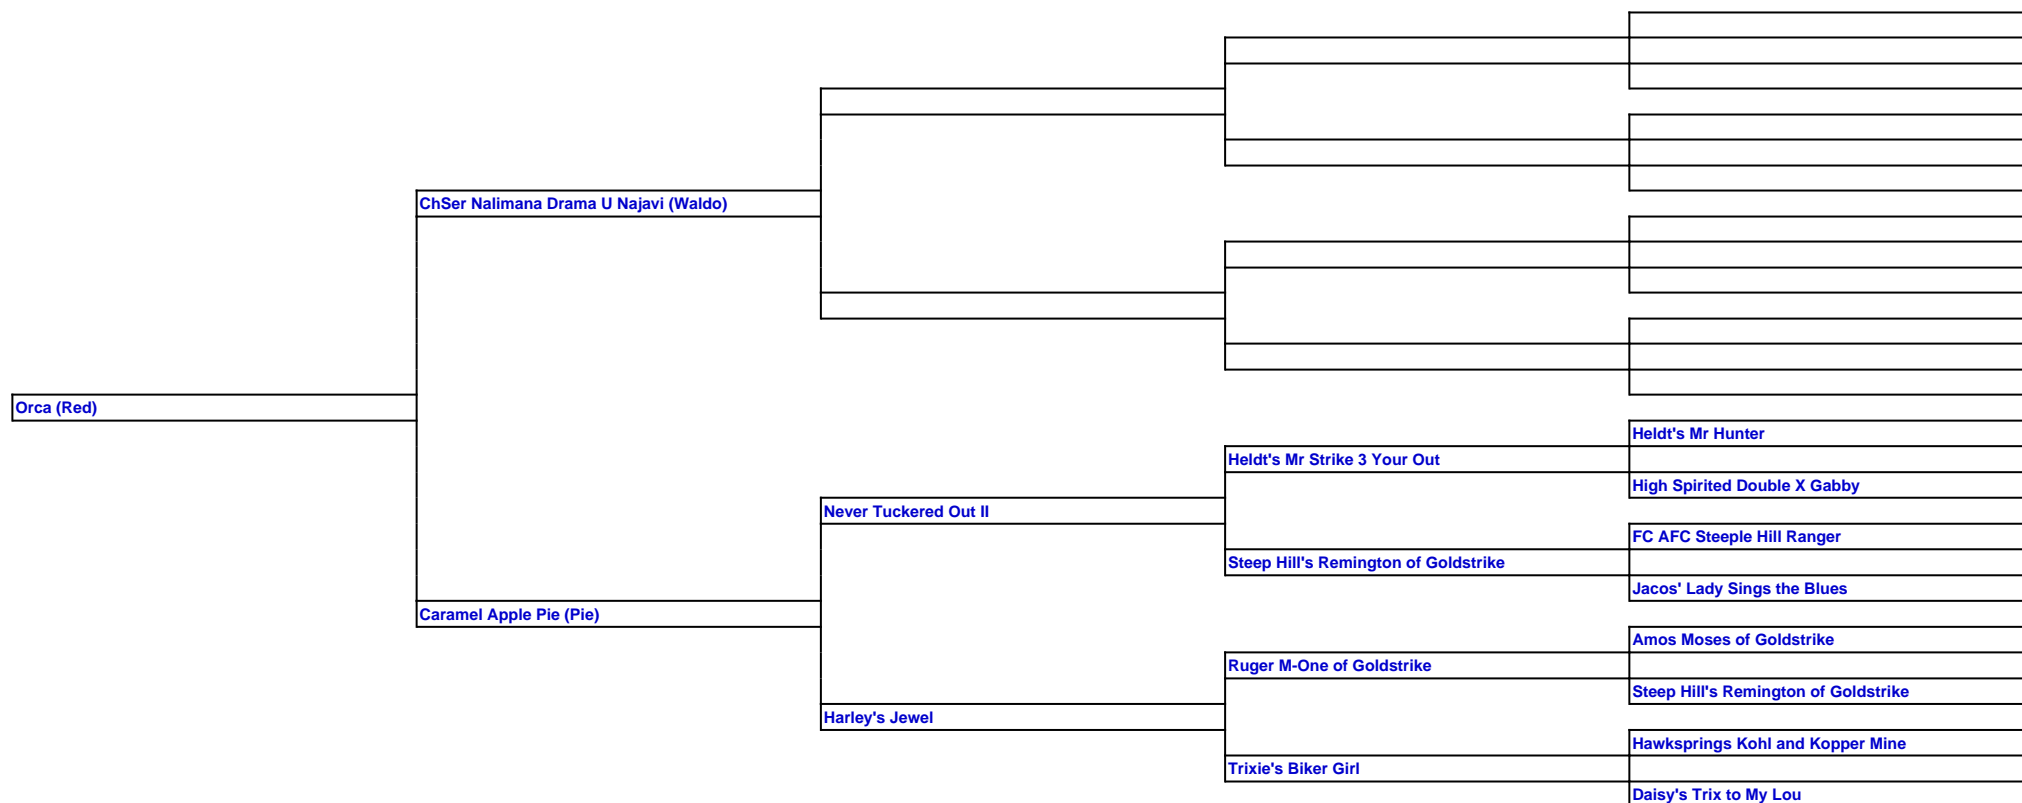 ChSer Nalimana Drama U Najavi (Waldo)
Orca (Red)
Heldt's Mr Hunter
Heldt's Mr Strike 3 Your Out
High Spirited Double X Gabby
Never Tuckered Out II
FC AFC Steeple Hill Ranger
Steep Hill's Remington of Goldstrike
Jacos' Lady Sings the Blues
Caramel Apple Pie (Pie)
Amos Moses of Goldstrike
Ruger M-One of Goldstrike
Steep Hill's Remington of Goldstrike
Harley's Jewel
Hawksprings Kohl and Kopper Mine
Trixie's Biker Girl
Daisy's Trix to My Lou